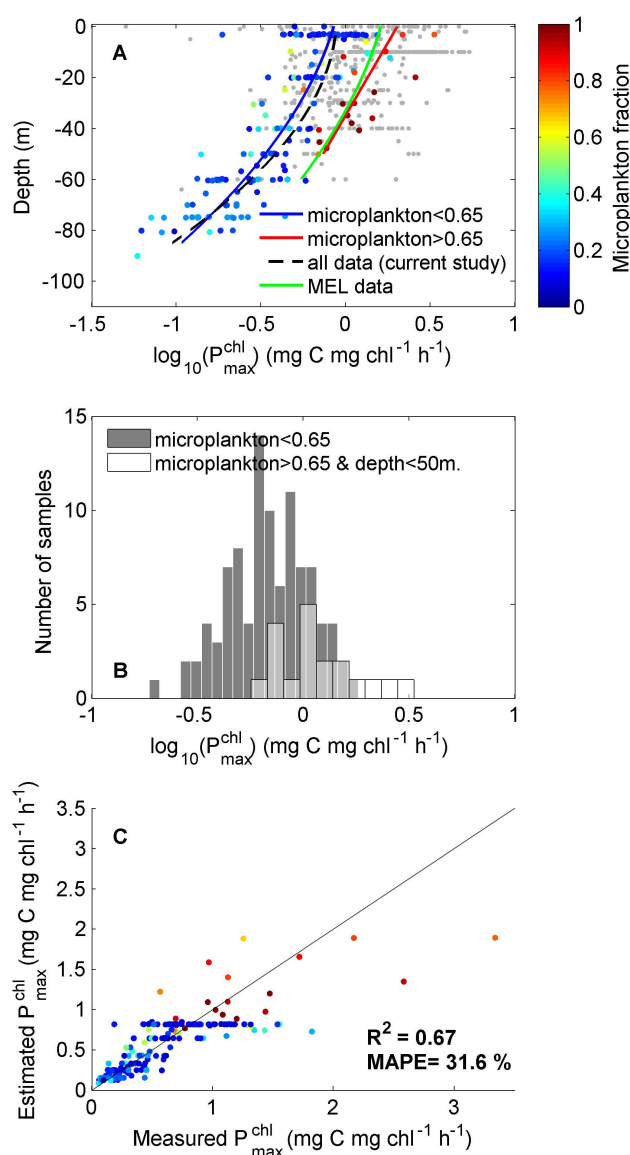 A
0
-20
-40
-60
-80
-100
Depth (m)
microplankton<0.65
microplankton>0.65
all data (current study)
MEL data
-1.5 -1 -0.5 0 0.5 1
log10(P chl max) (mg C mg chl-1 h-1)
1
0.8
0.6
0.4
0.2
0
Microplankton fraction
15
10
5
0
Number of samples
microplankton<0.65
microplankton>0.65 & depth<50m.
B
-1 -0.5 0 0.5 1
log10(P chl max) (mg C mg chl-1 h-1)
3.5
3
2.5
2
1.5
1
0.5
0
Estimated P chl max (mg C mg chl-1 h-1)
C
R2 = 0.67
MAPE= 31.6 %
0 1 2 3
Measured P chl max (mg C mg chl-1 h-1)